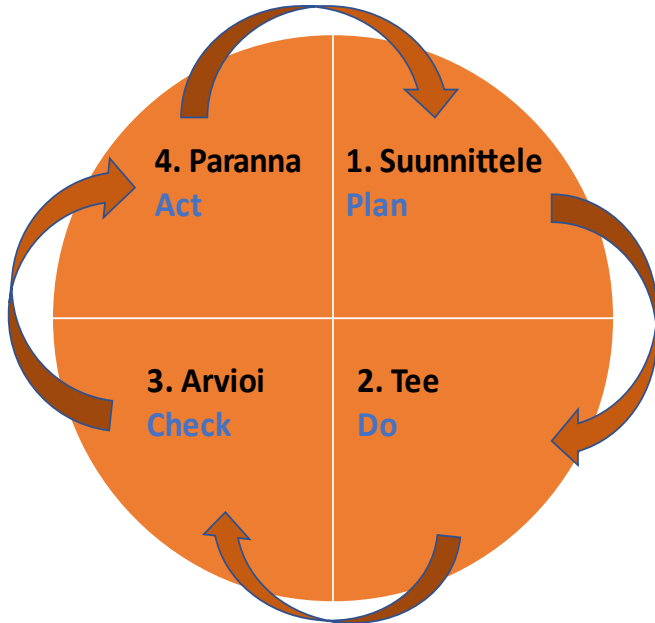 4. Paranna
Act
1. Suunnittele
Plan
3. Arvioi
Check
2. Tee
Do